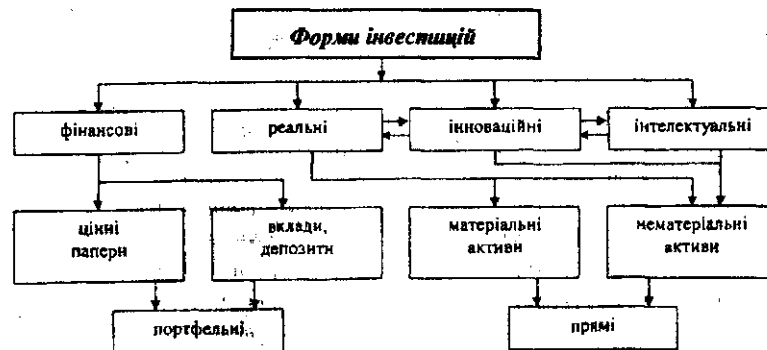 Форми інвестицій
фінансові
реальні
інноваційні
інтелектуальні
цінні
папери
вклади,
депозити
матеріальні
активи
нематеріальні
активи
портфельні
прямі